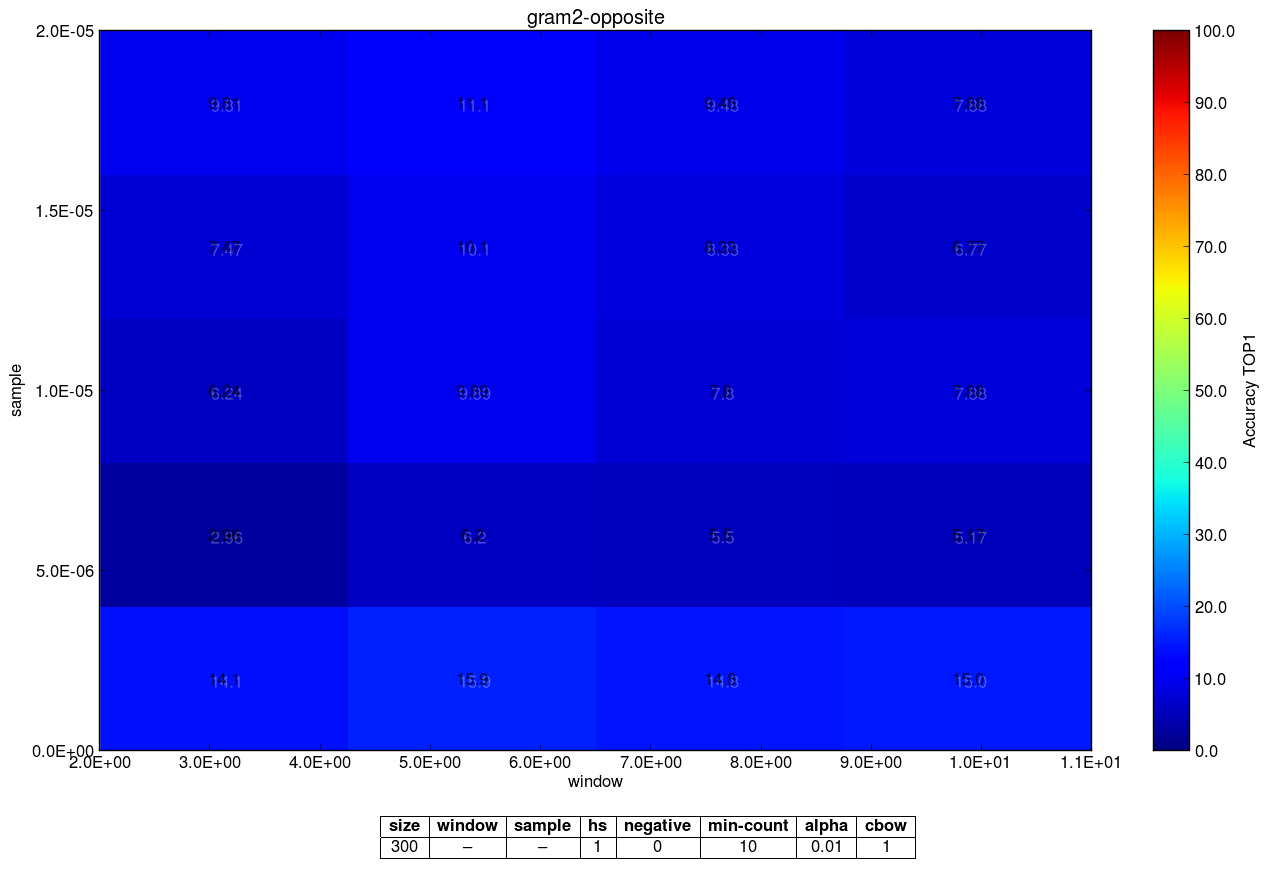 gram2-opposite
2.0E-05
1.5E-05
1.0E-05
5.0E-06
0.0E+00
sample
9.81 11.1 9.48 7.88
7.47 10.1 8.33 6.77
6.24 9.89 7.8 7.88
2.96 6.2 5.5 5.17
14.1 15.9 14.8 15.0
2.0E+00 3.0E+00 4.0E+00 5.0E+00 6.0E+00 7.0E+00 8.0E+00 9.0E+00 1.0E+01 1.1E+01
window
100.0
90.0
80.0
70.0
60.0
50.0
40.0
30.0
20.0
10.0
0.0
Accuracy TOP1
size window sample hs negative min-count alpha cbow
300 – – 1 0 10 0.01 1